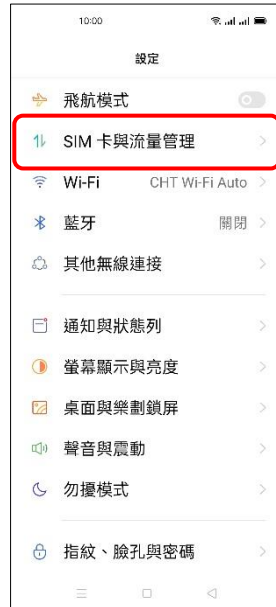 10:00
設定
飛航模式
SIM 卡與流量管理
Wi-Fi CHT Wi-Fi Auto
藍牙 關閉
其他無線連接
通知與狀態列
螢幕顯示與亮度
桌面與樂劃鎖屏
聲音與震動
勿擾模式
指紋、臉孔與密碼